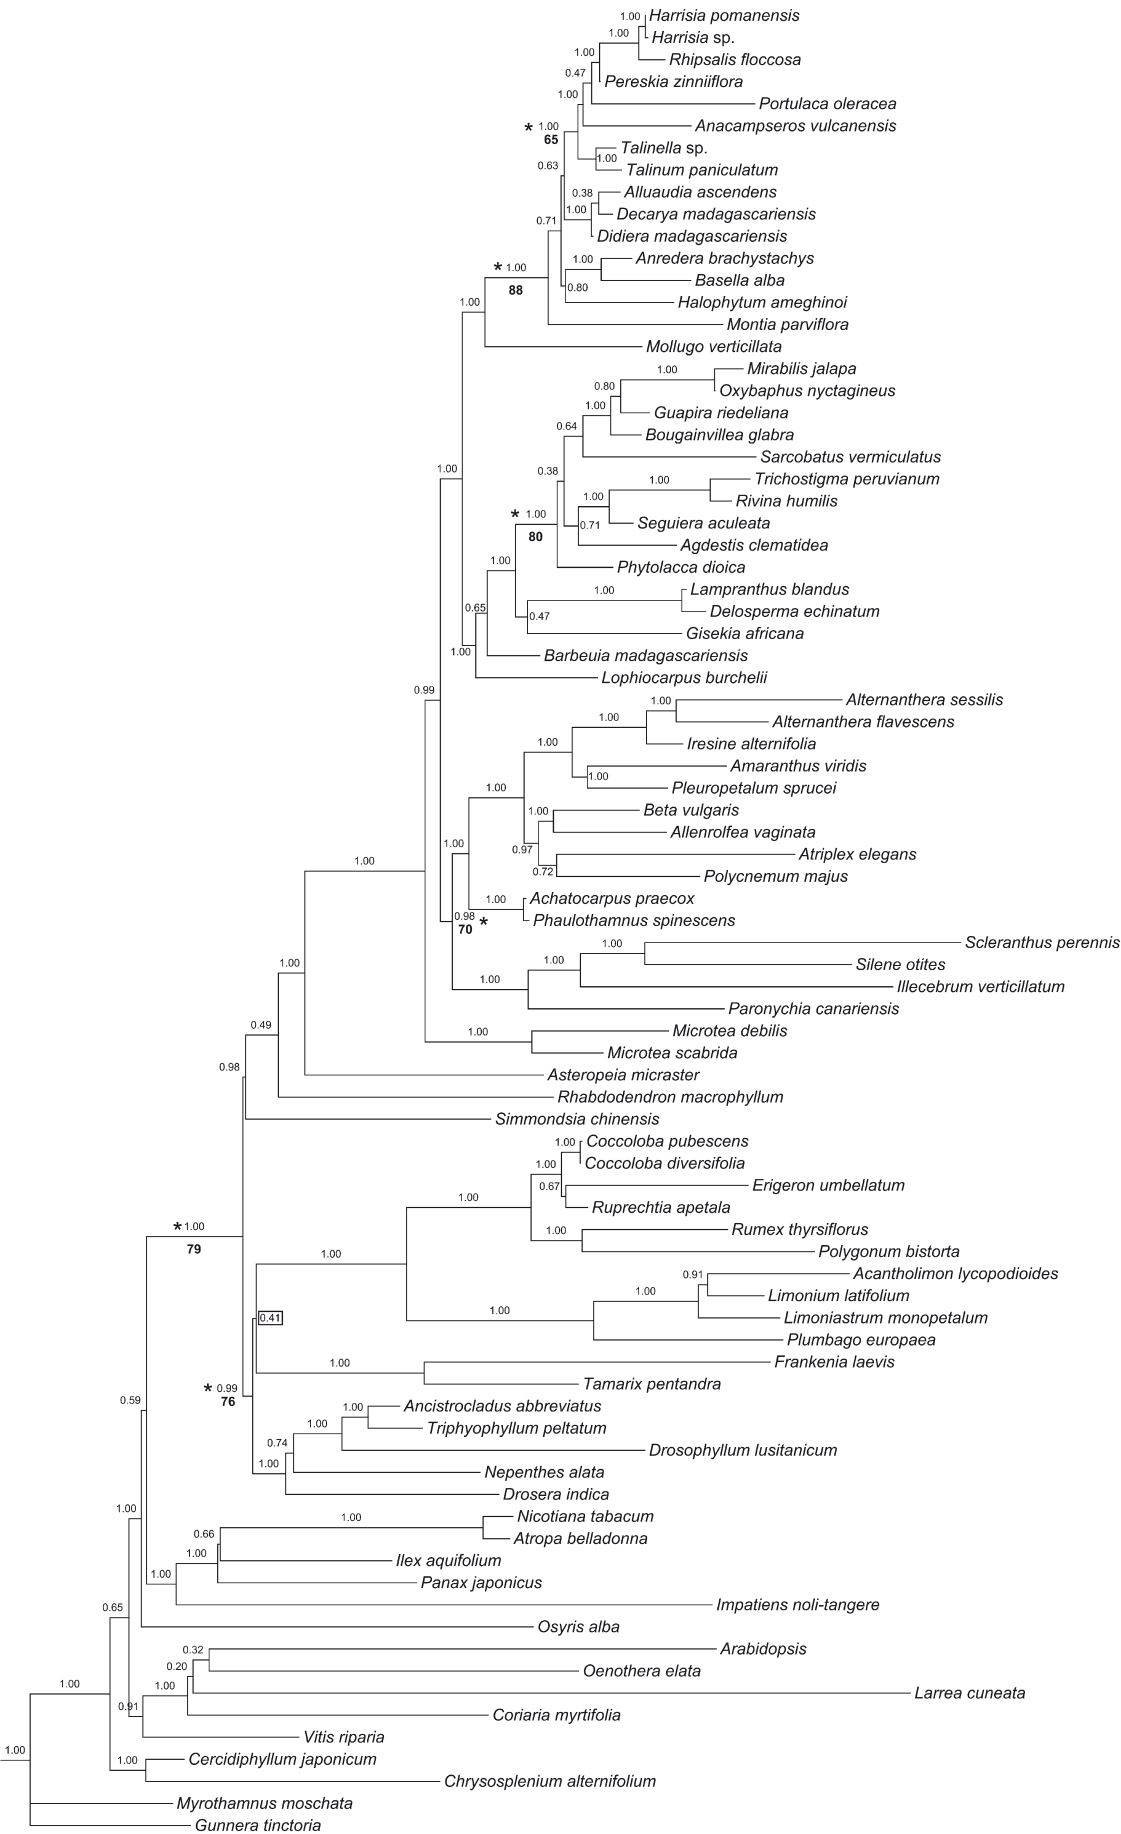 1.00 Harrisia pomanensis
1.00 Harrisia sp.
1.00 Rhipsalis floccosa
0.47 Pereskia zinniiflora
1.00 Portulaca oleracea
* 1.00 Anacampseros vulcanensis
65
Talinella sp.
1.00
0.63 Talinum paniculatum
0.38 Alluaudia ascendens
1.00 Decarya madagascariensis
0.71
Didiera madagascariensis
1.00 Anredera brachystachys
* 1.00
Basella alba
88 0.80
1.00 Halophytum ameghinoi
Montia parviflora
Mollugo verticillata
1.00 Mirabilis jalapa
0.80 Oxybaphus nyctagineus
1.00 Guapira riedeliana
0.64 Bougainvillea glabra
Sarcobatus vermiculatus
1.00 0.38
1.00 Trichostigma peruvianum
1.00 Rivina humilis
* 1.00 0.71 Seguiera aculeata
80 Agdestis clematidea
1.00 Phytolacca dioica
1.00 Lampranthus blandus
0.65 0.47 Delosperma echinatum
Gisekia africana
1.00 Barbeuia madagascariensis
Lophiocarpus burchelii
0.99
1.00 Alternanthera sessilis
1.00 Alternanthera flavescens
Iresine alternifolia
1.00
Amaranthus viridis
1.00
1.00 Pleuropetalum sprucei
1.00 Beta vulgaris
Allenrolfea vaginata
1.00 0.97
Atriplex elegans
1.00 0.72
Polycnemum majus
1.00 Achatocarpus praecox
0.98 * Phaulothamnus spinescens
70
1.00 Scleranthus perennis
1.00 1.00 Silene otites
1.00 Illecebrum verticillatum
Paronychia canariensis
0.49 1.00 Microtea debilis
Microtea scabrida
0.98 Asteropeia micraster
Rhabdodendron macrophyllum
Simmondsia chinensis
1.00 Coccoloba pubescens
1.00 Coccoloba diversifolia
0.67 Erigeron umbellatum
1.00 Ruprechtia apetala
* 1.00 1.00 Rumex thyrsiflorus
79 1.00 Polygonum bistorta
0.91 Acantholimon lycopodioides
1.00 Limonium latifolium
0.41 1.00 Limoniastrum monopetalum
Plumbago europaea
1.00 Frankenia laevis
* 0.99 Tamarix pentandra
76
0.59 1.00 Ancistrocladus abbreviatus
1.00 Triphyophyllum peltatum
0.74 Drosophyllum lusitanicum
1.00 Nepenthes alata
Drosera indica
1.00 1.00 Nicotiana tabacum
0.66 Atropa belladonna
1.00 Ilex aquifolium
1.00 Panax japonicus
0.65 Impatiens noli-tangere
Osyris alba
0.32 Arabidopsis
0.20 Oenothera elata
1.00 1.00 Larrea cuneata
0.91 Coriaria myrtifolia
Vitis riparia
1.00 1.00 Cercidiphyllum japonicum
Chrysosplenium alternifolium
Myrothamnus moschata
Gunnera tinctoria